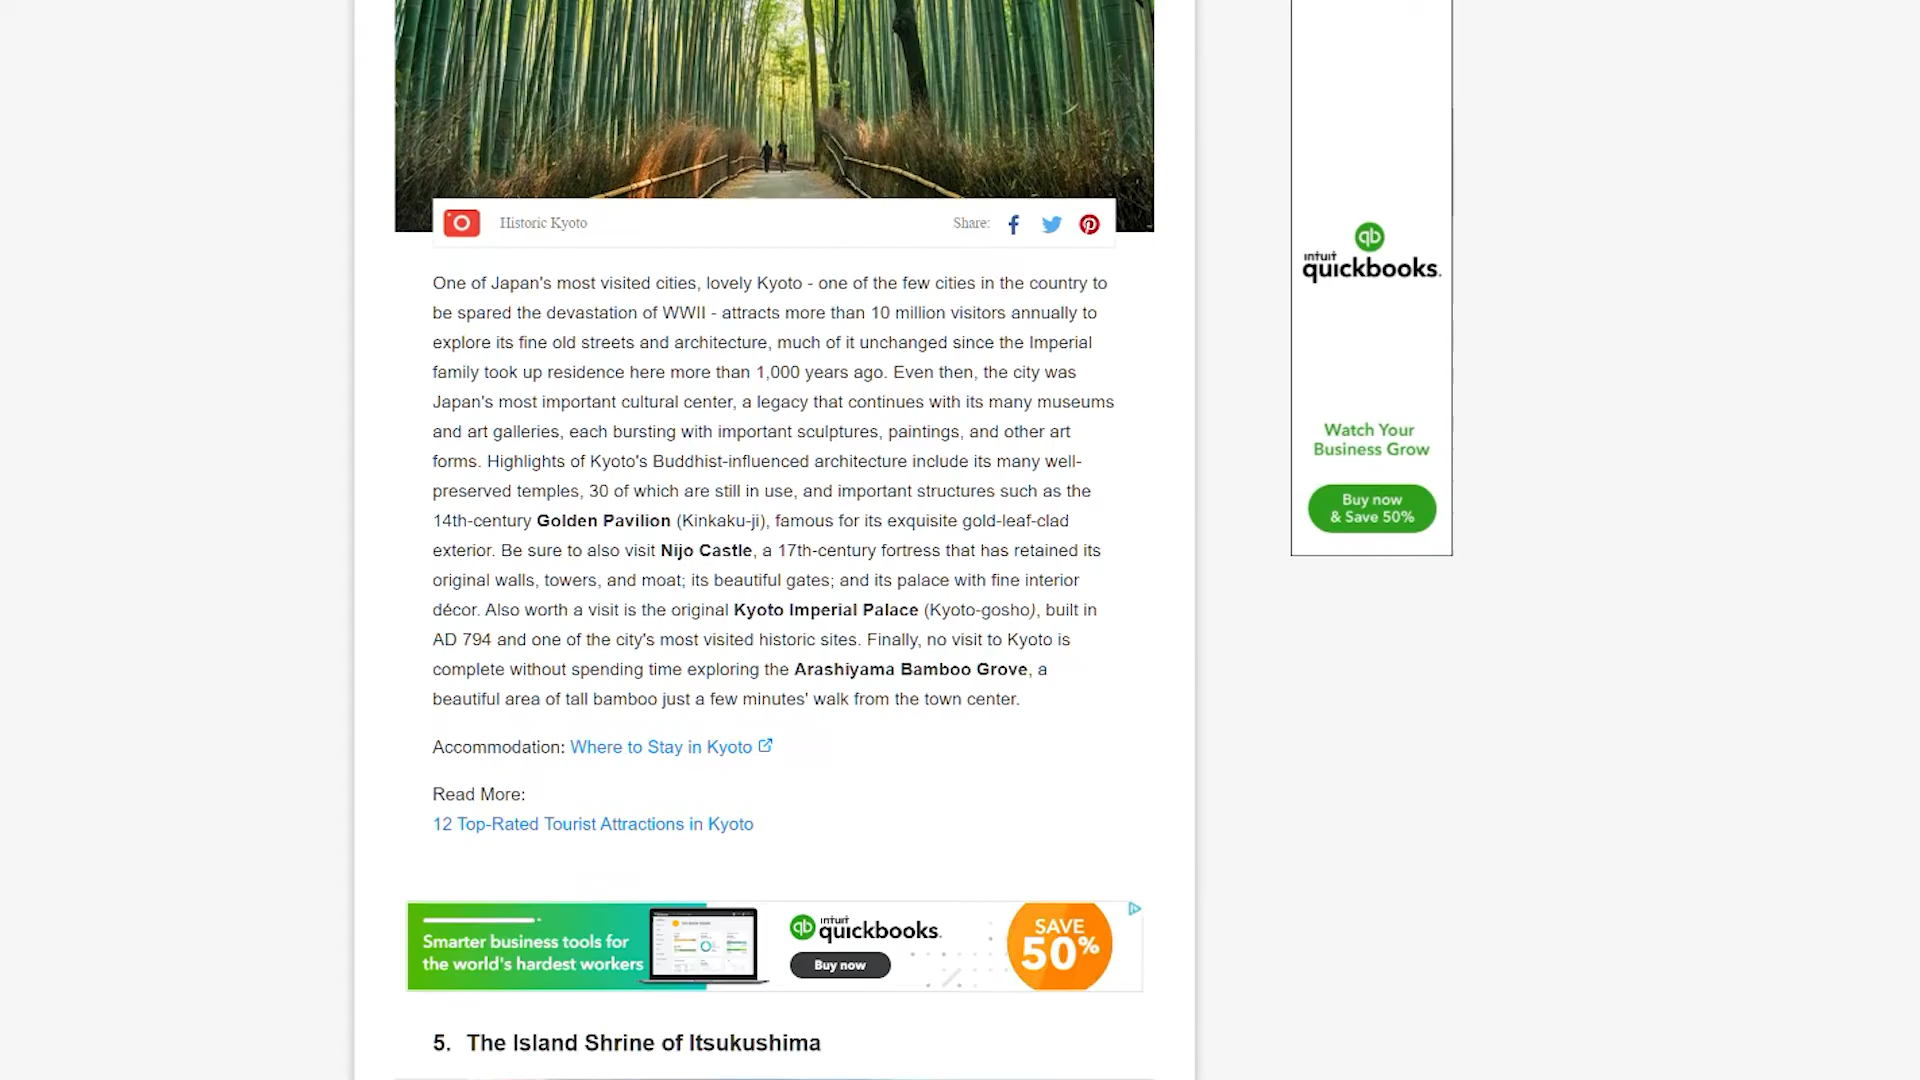 Historic Kyoto
Share:
One of Japan's most visited cities, lovely Kyoto - one of the few cities in the country to
be spared the devastation of WWII - attracts more than 10 million visitors annually to
explore its fine old streets and architecture, much of it unchanged since the Imperial
family took up residence here more than 1,000 years ago. Even then, the city was
Japan's most important cultural center, a legacy that continues with its many museums
and art galleries, each bursting with important sculptures, paintings, and other art
forms. Highlights of Kyoto's Buddhist-influenced architecture include its many well-
preserved temples, 30 of which are still in use, and important structures such as the
14th-century Golden Pavilion (Kinkaku-ji), famous for its exquisite gold-leaf-clad
exterior. Be sure to also visit Nijo Castle, a 17th-century fortress that has retained its
original walls, towers, and moat; its beautiful gates; and its palace with fine interior
décor. Also worth a visit is the original Kyoto Imperial Palace (Kyoto-gosho), built in
AD 794 and one of the city's most visited historic sites. Finally, no visit to Kyoto is
complete without spending time exploring the Arashiyama Bamboo Grove, a
beautiful area of tall bamboo just a few minutes' walk from the town center.
Accommodation: Where to Stay in Kyoto
Read More:
12 Top-Rated Tourist Attractions in Kyoto
Smarter business tools for
the world's hardest workers
qb
intuit
quickbooks.
Buy now
SAVE
50%
5. The Island Shrine of Itsukushima
qb
intuit
quickbooks.
Watch Your
Business Grow
Buy now
& Save 50%